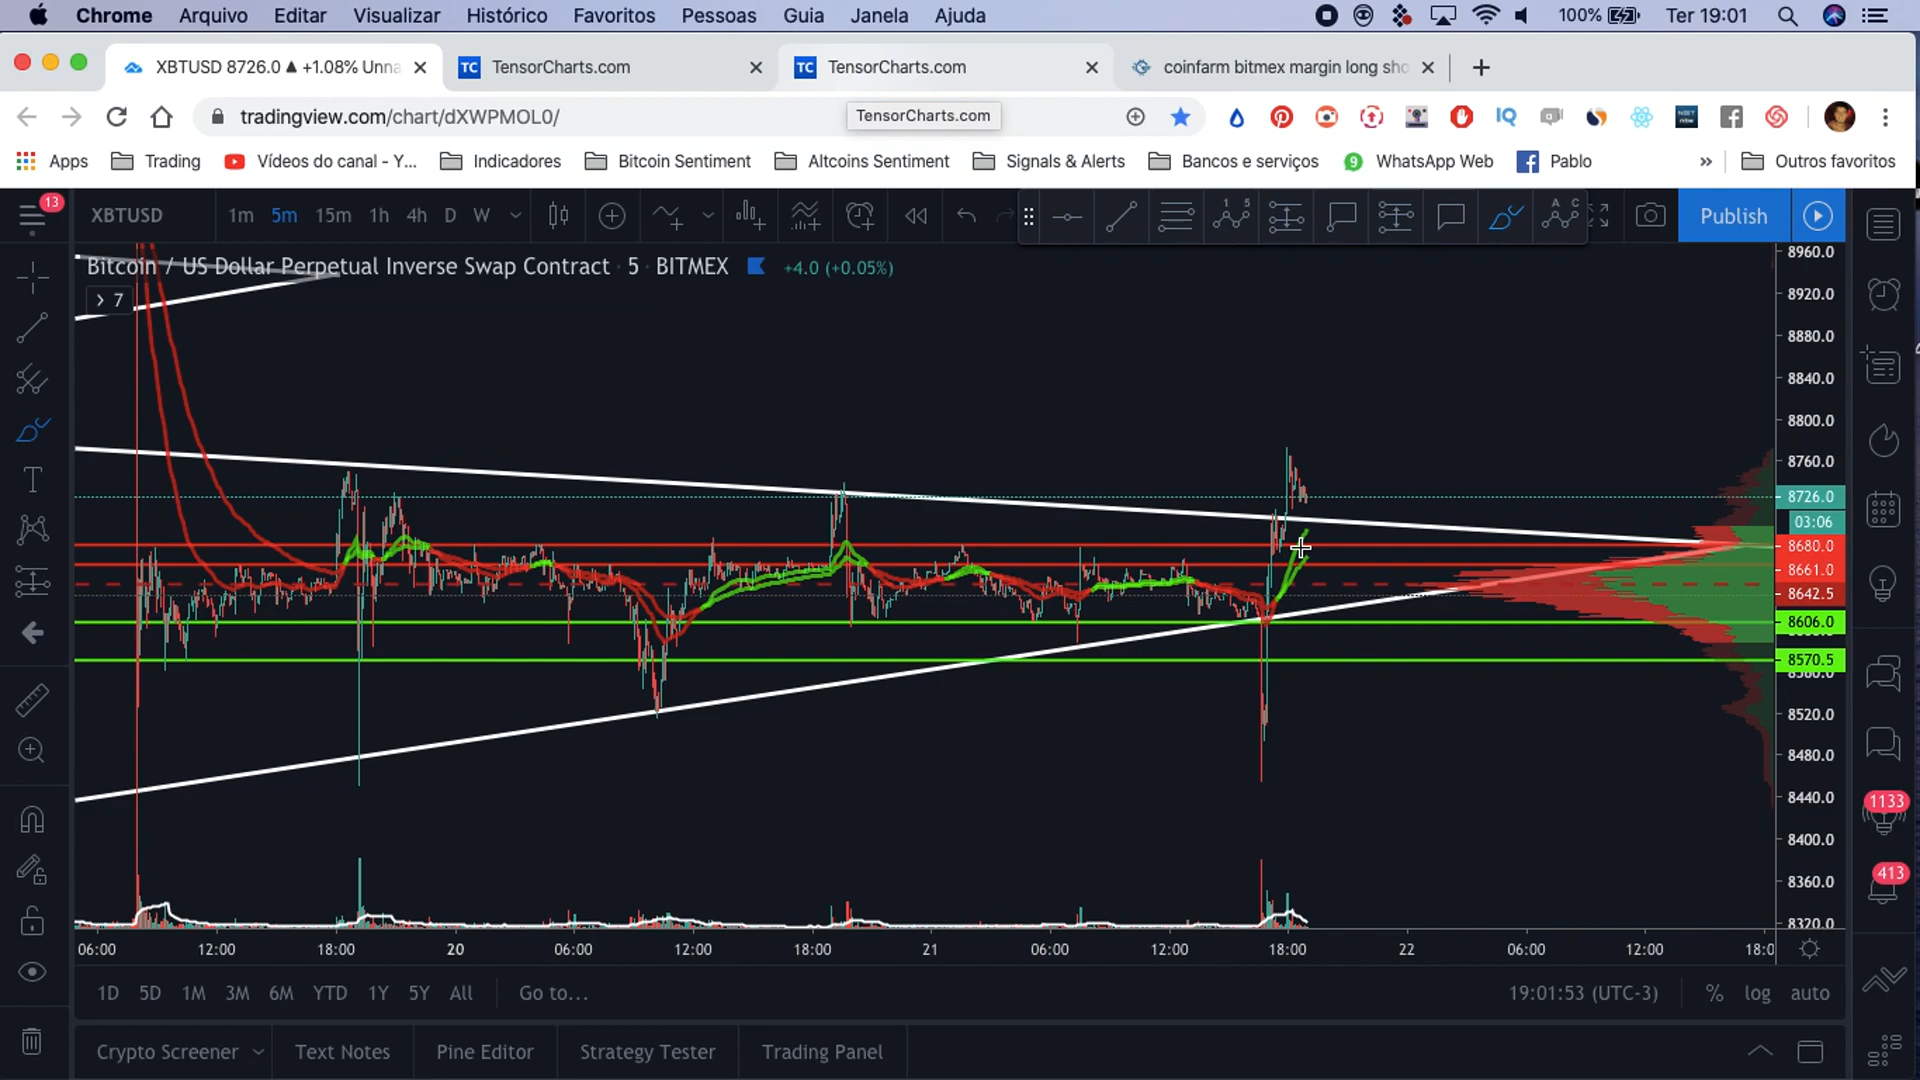 Chrome Arquivo Editar Visualizar Histórico Favoritos Pessoas Guia Janela Ajuda 100% Ter 19:01
XBTUSD 8726.0 ▲ +1.08% Unna
TC TensorCharts.com
TC TensorCharts.com
coinfarm bitmex margin long sho
tradingview.com/chart/dXWPMOL0/
TensorCharts.com
IQ
Apps Trading Vídeos do canal - Y... Indicadores Bitcoin Sentiment Altcoins Sentiment Signals & Alerts Bancos e serviços 9 WhatsApp Web Pablo » Outros favoritos
13
XBTUSD 1m 5m 15m 1h 4h D W Publish
Bitcoin / US Dollar Perpetual Inverse Swap Contract · 5 · BITMEX +4.0 (+0.05%)
7
8960.0
8920.0
8880.0
8840.0
8800.0
8760.0
8726.0
03:06
8680.0
8661.0
8642.5
8606.0
8570.5
8560.0
8520.0
8480.0
8440.0
8400.0
8360.0
8320.0
1133
413
06:00 12:00 18:00 20 06:00 12:00 18:00 21 06:00 12:00 18:00 22 06:00 12:00 18:0
1D 5D 1M 3M 6M YTD 1Y 5Y All Go to... 19:01:53 (UTC-3) % log auto
Crypto Screener Text Notes Pine Editor Strategy Tester Trading Panel